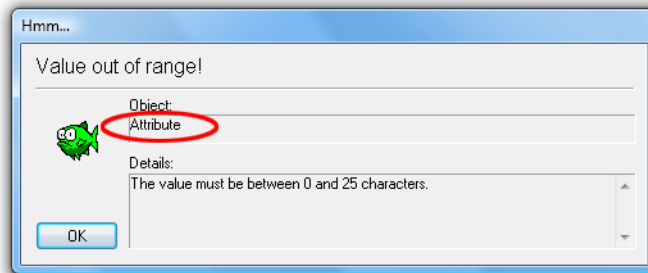 Hmm...
Value out of range!
Object:
Attribute
Details:
The value must be between 0 and 25 characters.
OK